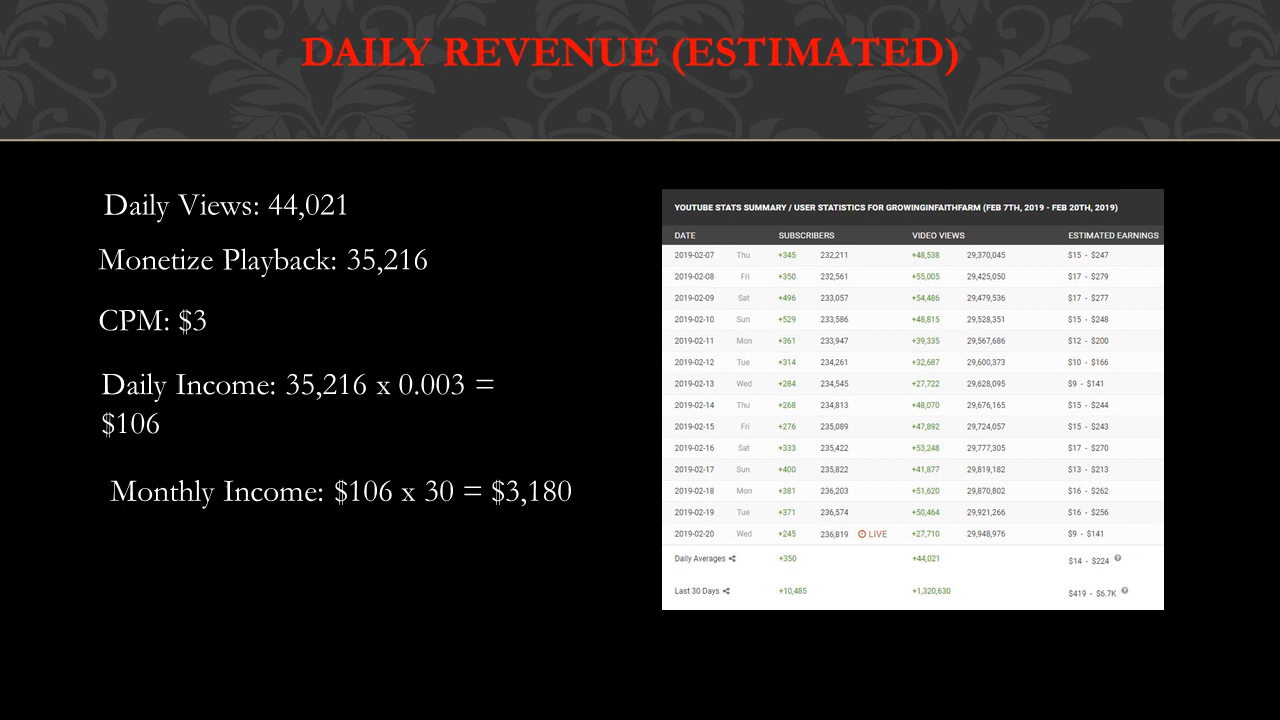 DAILY REVENUE (ESTIMATED)
Daily Views: 44,021
Monetize Playback: 35,216
CPM: $3
Daily Income: 35,216 x 0.003 =
$106
Monthly Income: $106 x 30 = $3,180
YOUTUBE STATS SUMMARY / USER STATISTICS FOR GROWINGINFAITHFARM (FEB 7TH, 2019 - FEB 20TH, 2019)
DATE SUBSCRIBERS VIDEO VIEWS ESTIMATED EARNINGS
2019-02-07 Thu +345 232,211 +48,538 29,370,045 $15 - $247
2019-02-08 Fri +350 232,561 +55,005 29,425,050 $17 - $279
2019-02-09 Sat +496 233,057 +54,486 29,479,536 $17 - $277
2019-02-10 Sun +529 233,586 +48,815 29,528,351 $15 - $248
2019-02-11 Mon +361 233,947 +39,335 29,567,686 $12 - $200
2019-02-12 Tue +314 234,261 +32,687 29,600,373 $10 - $166
2019-02-13 Wed +284 234,545 +27,722 29,628,095 $9 - $141
2019-02-14 Thu +268 234,813 +48,070 29,676,165 $15 - $244
2019-02-15 Fri +276 235,089 +47,892 29,724,057 $15 - $243
2019-02-16 Sat +333 235,422 +53,248 29,777,305 $17 - $270
2019-02-17 Sun +400 235,822 +41,877 29,819,182 $13 - $213
2019-02-18 Mon +381 236,203 +51,620 29,870,802 $16 - $262
2019-02-19 Tue +371 236,574 +50,464 29,921,266 $16 - $256
2019-02-20 Wed +245 236,819 LIVE +27,710 29,948,976 $9 - $141
Daily Averages +350 +44,021 $14 - $224 ?
Last 30 Days +10,485 +1,320,630 $419 - $6.7K ?